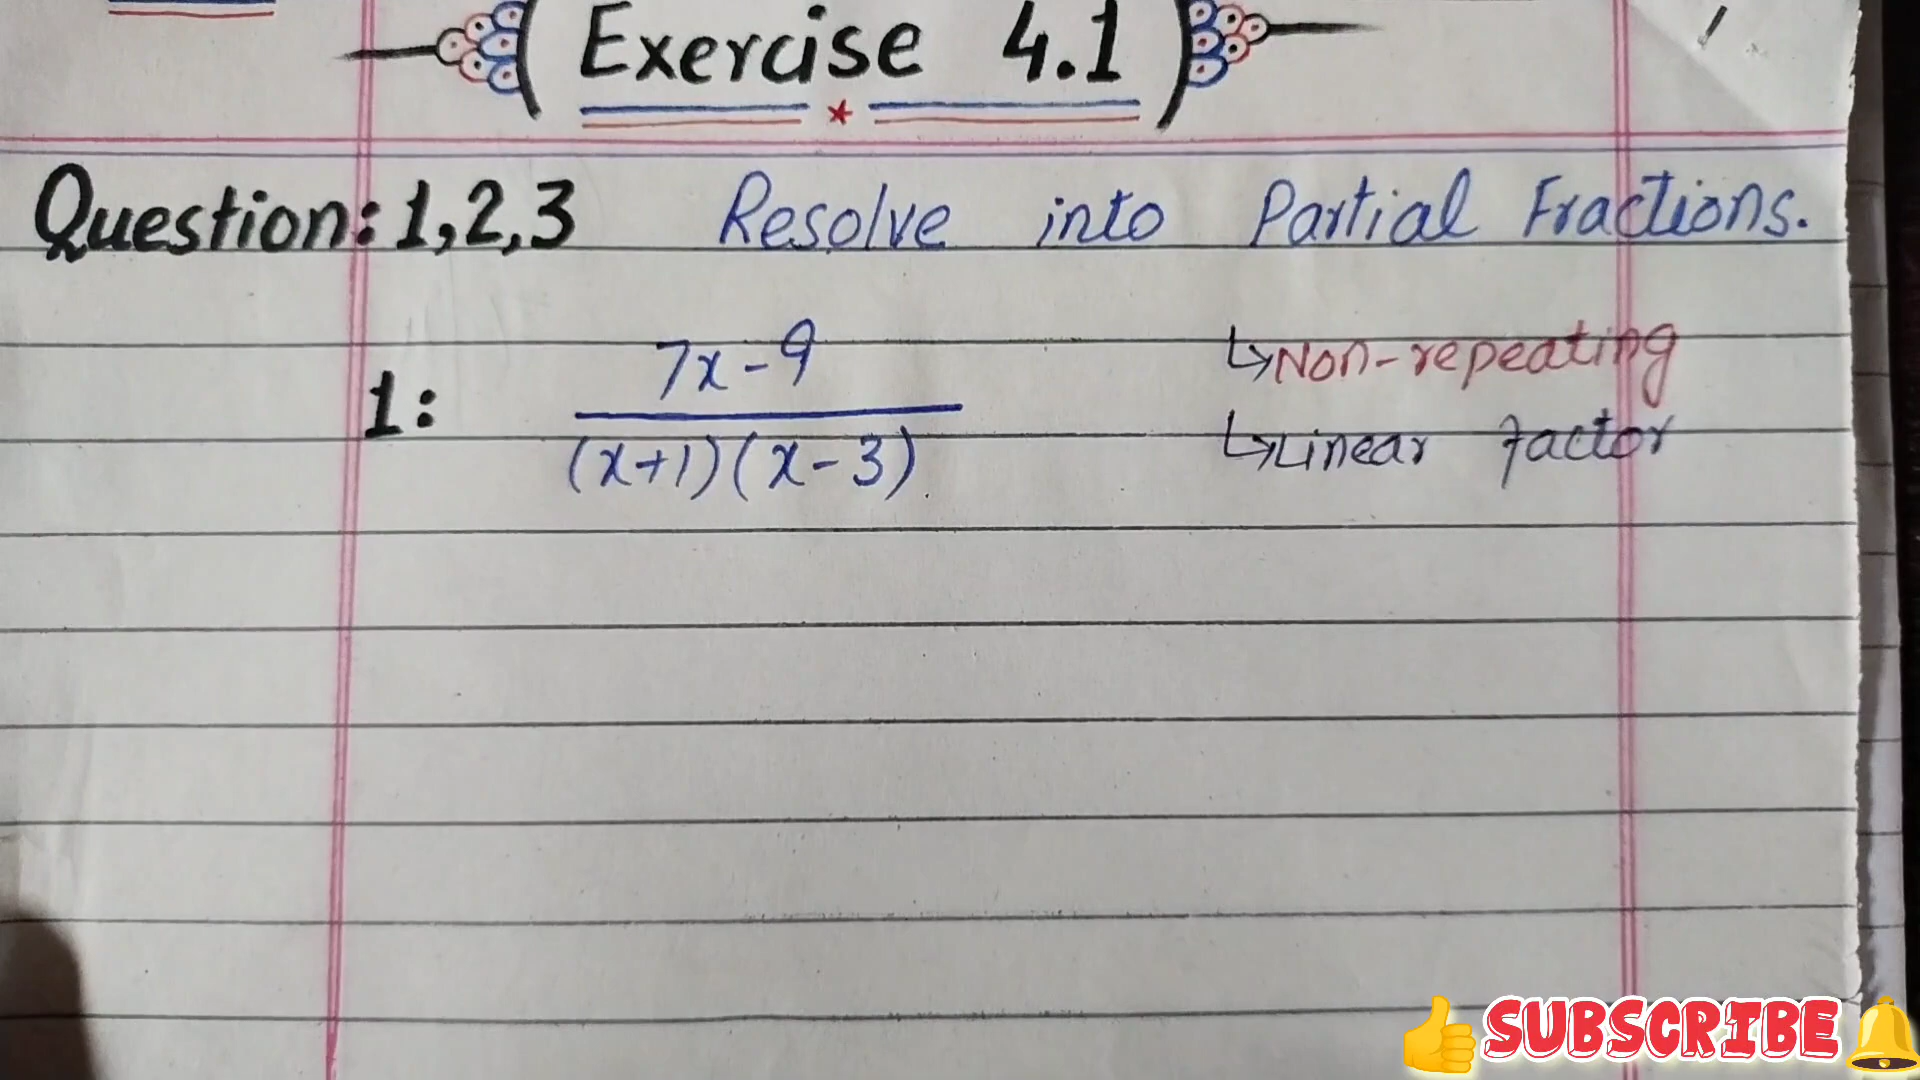 Exercise 4.1
Question: 1,2,3 Resolve into Partial Fractions.
1: 7x-9
(x+1)(x-3)
↳Non-repeating
↳Linear factor
SUBSCRIBE